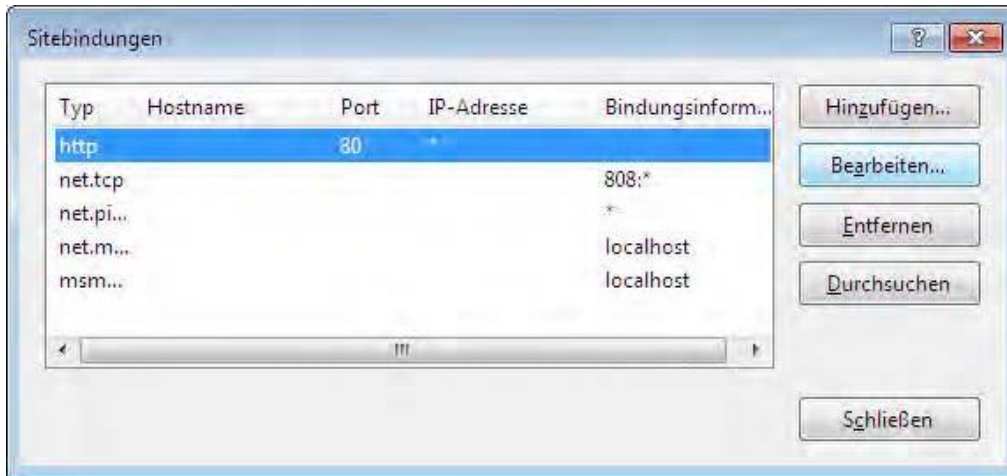 Sitebindungen
Typ Hostname Port IP-Adresse Bindungsinform...
http 80 *
net.tcp 808:*
net.pi... *
net.m... localhost
msm... localhost
Hinzufügen...
Bearbeiten...
Entfernen
Durchsuchen
Schließen